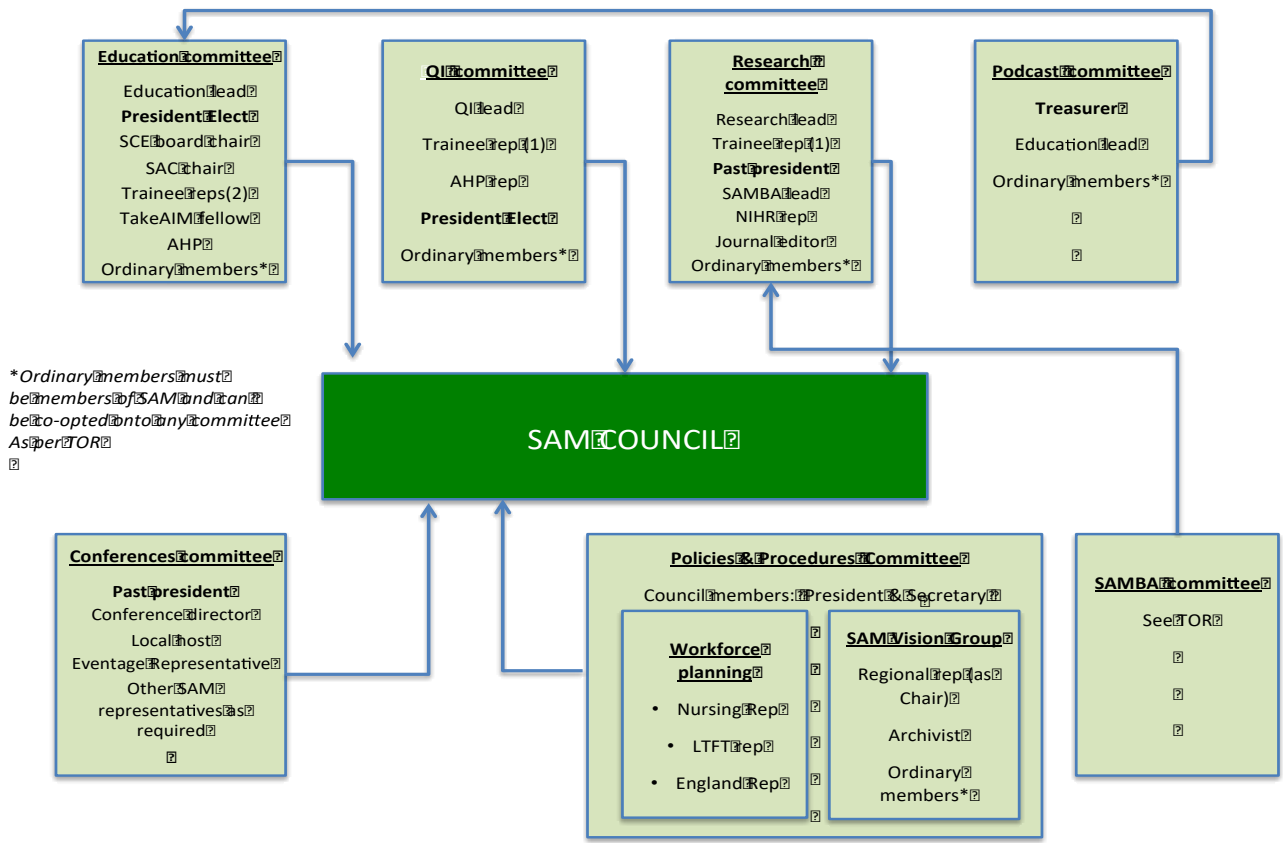 Education committee
Education lead
President Elect
SCE board chair
SAC chair
Trainee reps(2)
TakeAIM fellow
AHP
Ordinary members*
QI committee
QI lead
Trainee rep (1)
AHP rep
President Elect
Ordinary members*
Research
committee
Research lead
Trainee rep (1)
Past president
SAMBA lead
NIHR rep
Journal editor
Ordinary members*
Podcast committee
Treasurer
Education lead
Ordinary members*
*Ordinary members must
be members of SAM and can
be co-opted onto any committee
As per TOR
SAM COUNCIL
Conferences committee
Past president
Conference director
Local host
Eventage Representative
Other SAM
representatives as
required
Policies & Procedures Committee
Council members: President & Secretary
Workforce
planning
• Nursing Rep
• LTFT rep
• England Rep
SAM Vision Group
Regional rep (as
Chair)
Archivist
Ordinary
members*
SAMBA committee
See TOR